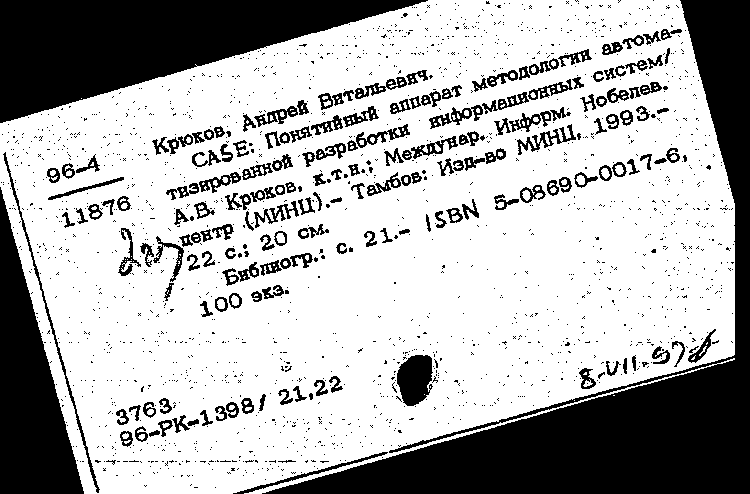 96-4
11876
Крюков, Андрей Витальевич.
CASE: Понятийный аппарат методологии автома-
тизированной разработки информационных систем/
А.В. Крюков, к.т.н.; Междунар. Информ. Нобелев.
центр (МИНЦ).- Тамбов: Изд-во МИНЦ, 1993.-
22 с.; 20 см.
Библиогр.: с. 21.- ISBN 5-08690-0017-6,
100 экз.
3763
96-РК-1398/ 21,22
8-VII.97